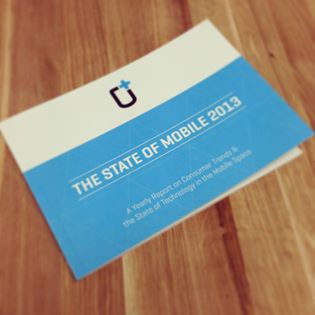 U+
THE STATE OF MOBILE 2013
A Yearly Report on Consumer Trends &
the State of Technology in the Mobile Space